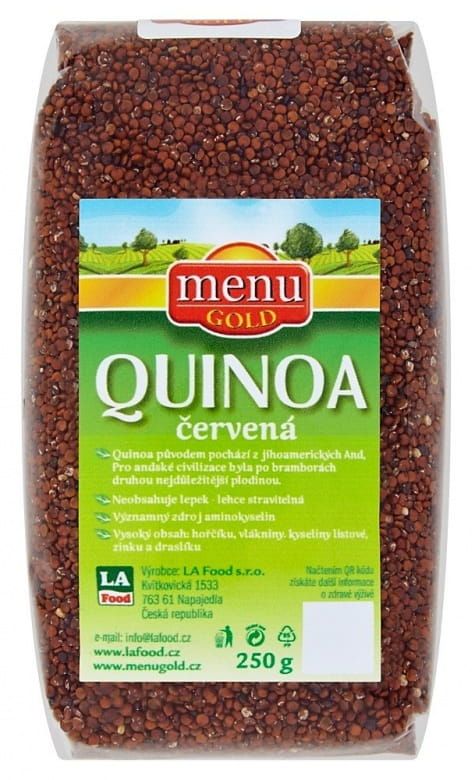 menu
GOLD
QUINOA
červená
Quinoa původem pochází z jihoamerických And,
Pro andské civilizace byla po bramborách
druhou nejdůležitější plodinou.
Neobsahuje lepek - lehce stravitelná
Významný zdroj aminokyselin
Vysoký obsah: hořčíku, vlákniny, kyseliny listové,
zinku a draslíku
LA
Food
Výrobce: LA Food s.r.o.
Kvítkovická 1533
763 61 Napajedla
Česká republika
Načtením QR kódu
získáte další informace
o zdravé výživě
e-mail: info@lafood.cz
www.lafood.cz
www.menugold.cz
250 g